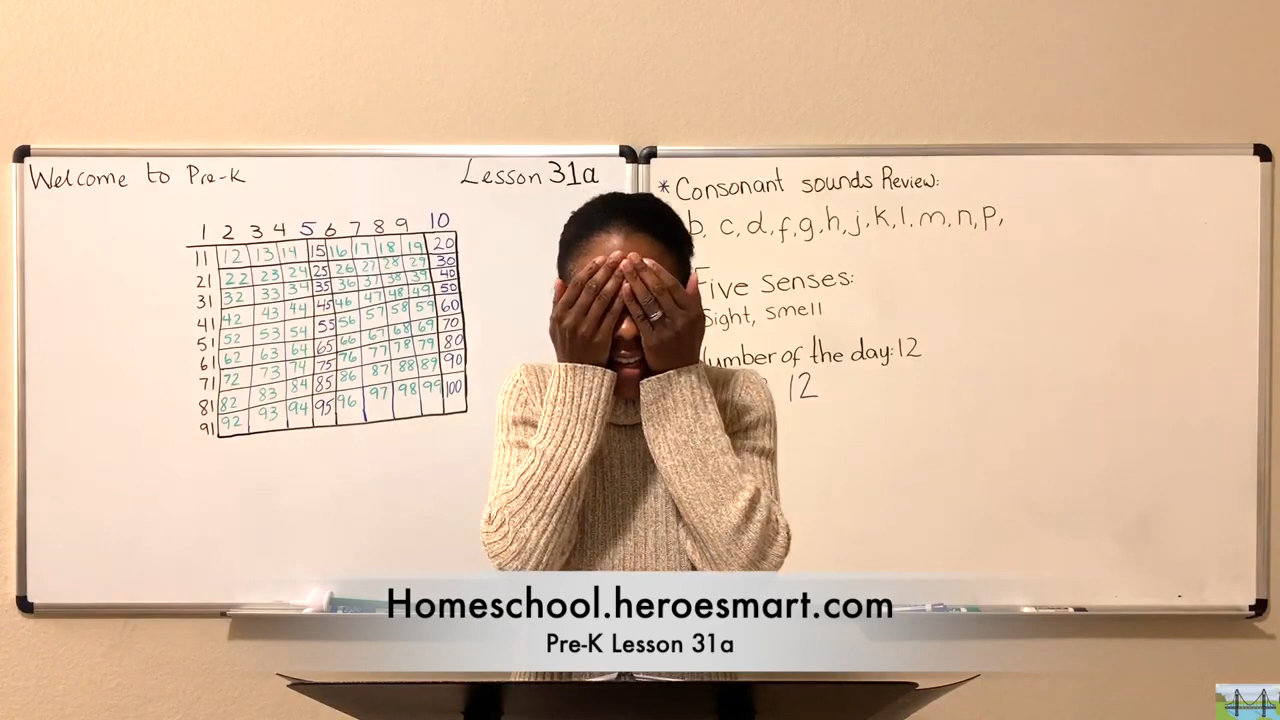 Welcome to Pre-K
Lesson 31a
1 2 3 4 5 6 7 8 9 10
11 12 13 14 15 16 17 18 19 20
21 22 23 24 25 26 27 28 29 30
31 32 33 34 35 36 37 38 39 40
41 42 43 44 45 46 47 48 49 50
51 52 53 54 55 56 57 58 59 60
61 62 63 64 65 66 67 68 69 70
71 72 73 74 75 76 77 78 79 80
81 82 83 84 85 86 87 88 89 90
91 92 93 94 95 96 97 98 99 100
* Consonant sounds Review:
b, c, d, f, g, h, j, k, l, m, n, p,
Five Senses:
Sight, smell
umber of the day: 12
12
Homeschool.heroesmart.com
Pre-K Lesson 31a